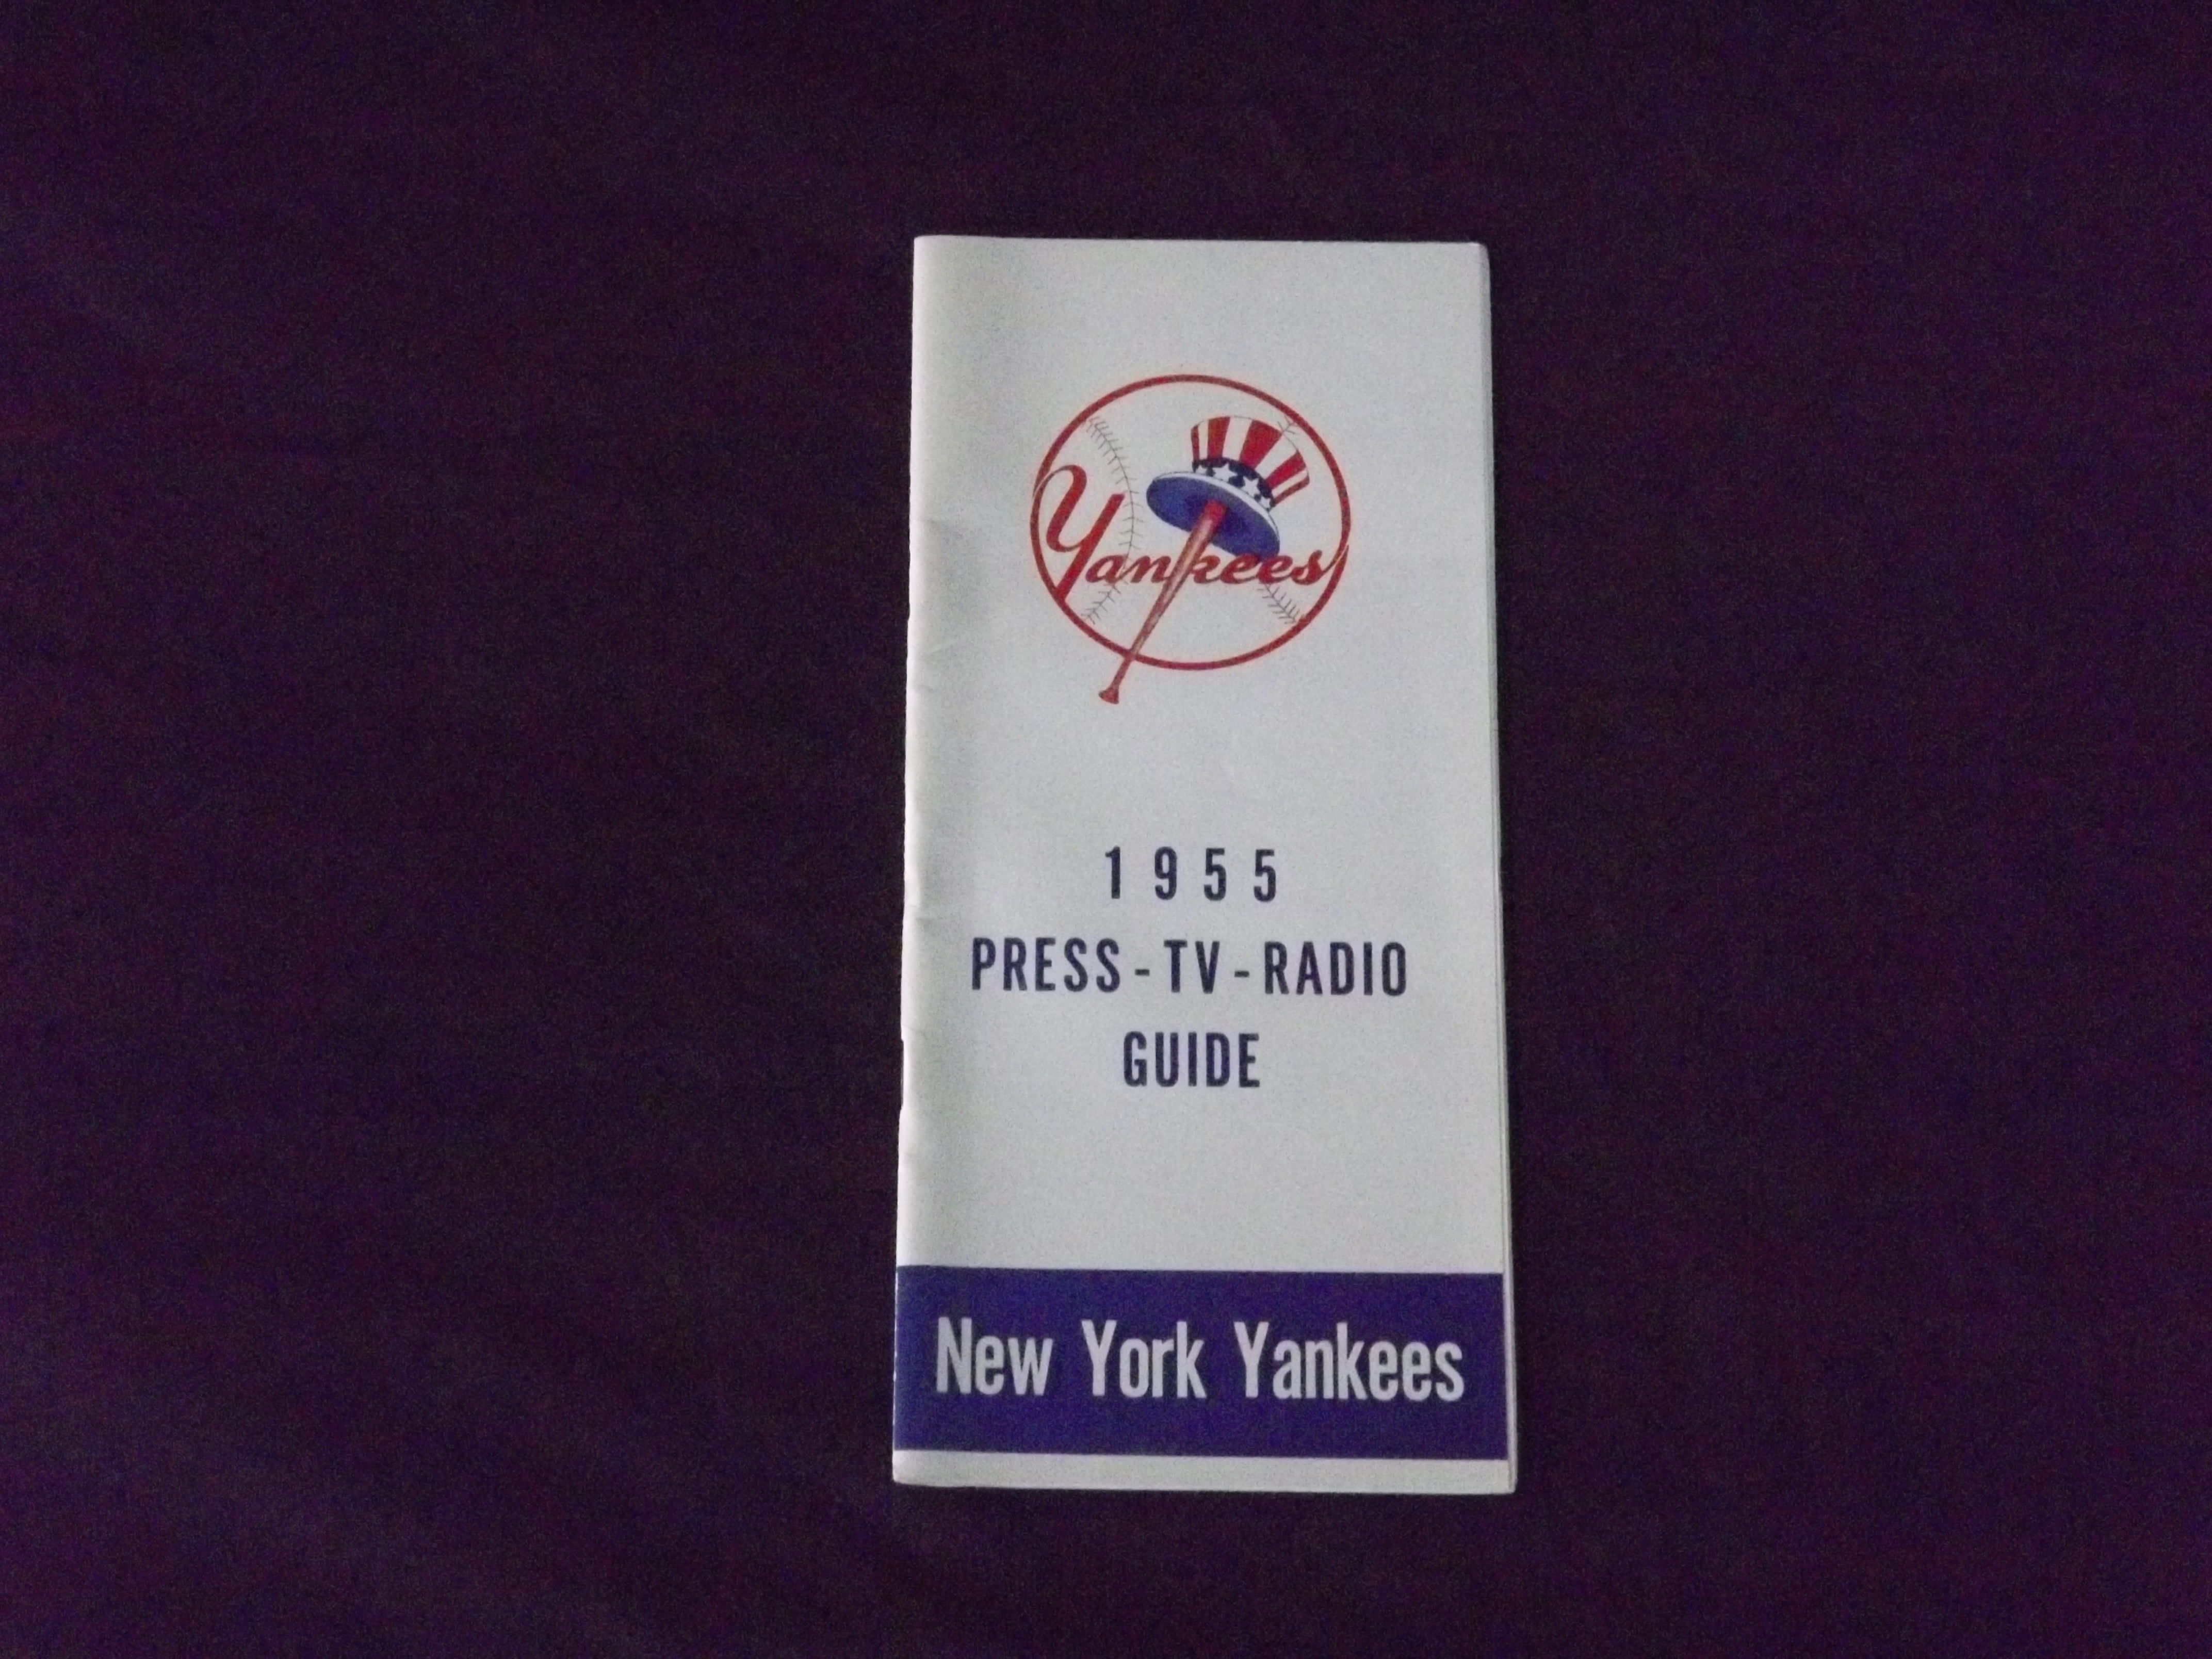 Yankees
1955
PRESS-TV-RADIO
GUIDE
New York Yankees